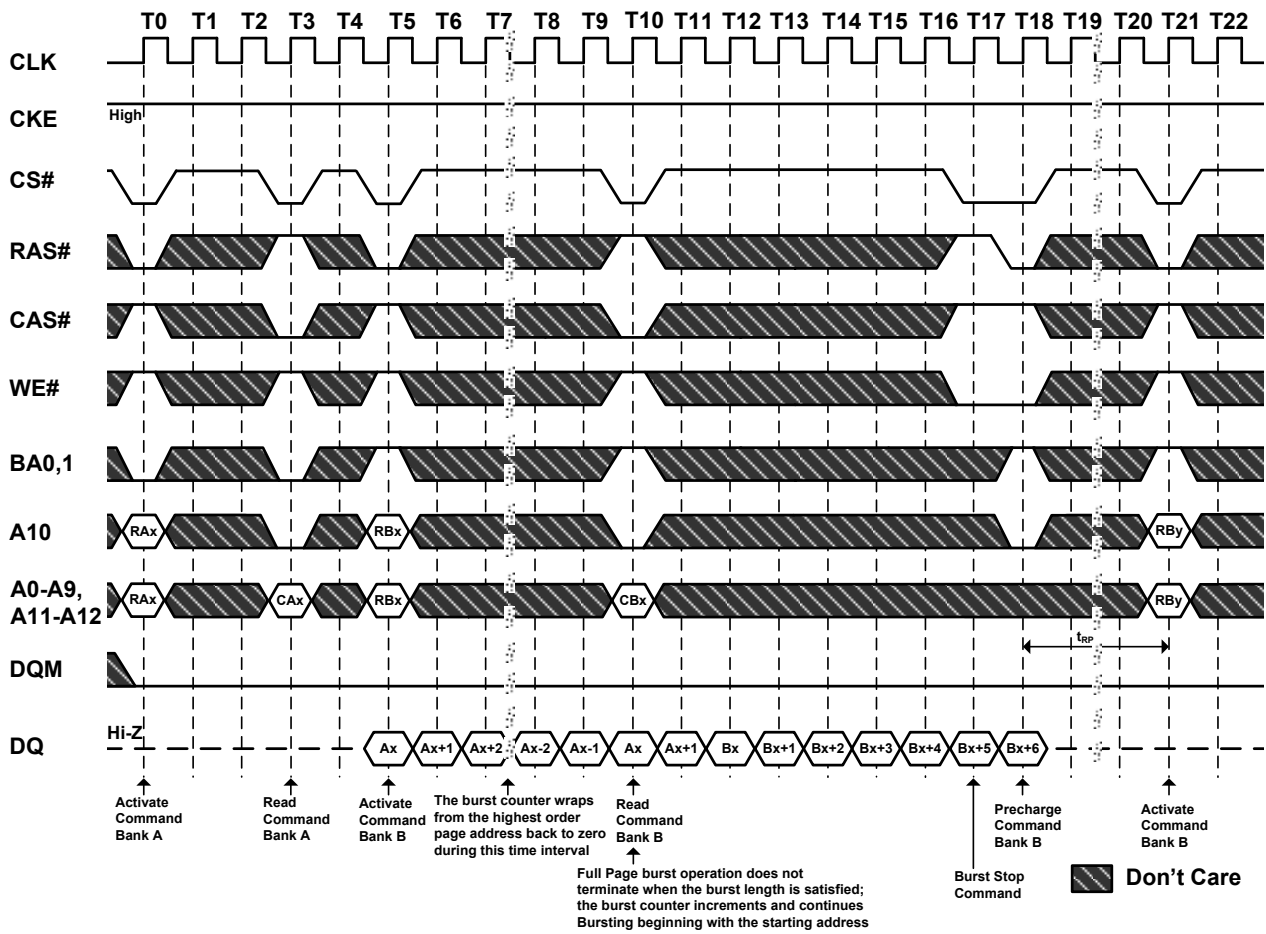 T0 T1 T2 T3 T4 T5 T6 T7 T8 T9 T10 T11 T12 T13 T14 T15 T16 T17 T18 T19 T20 T21 T22
CLK
CKE High
CS#
RAS#
CAS#
WE#
BA0,1
A10 RAx RBx RBy
A0-A9,
A11-A12
RAx CAx RBx CBx RBy
tRP
DQM
DQ Hi-Z Ax Ax+1 Ax+2 Ax-2 Ax-1 Ax Ax+1 Bx Bx+1 Bx+2 Bx+3 Bx+4 Bx+5 Bx+6
Activate
Command
Bank A
Read
Command
Bank A
Activate
Command
Bank B
The burst counter wraps
from the highest order
page address back to zero
during this time interval
Read
Command
Bank B
Full Page burst operation does not
terminate when the burst length is satisfied;
the burst counter increments and continues
Bursting beginning with the starting address
Burst Stop
Command
Precharge
Command
Bank B
Activate
Command
Bank B
Don't Care